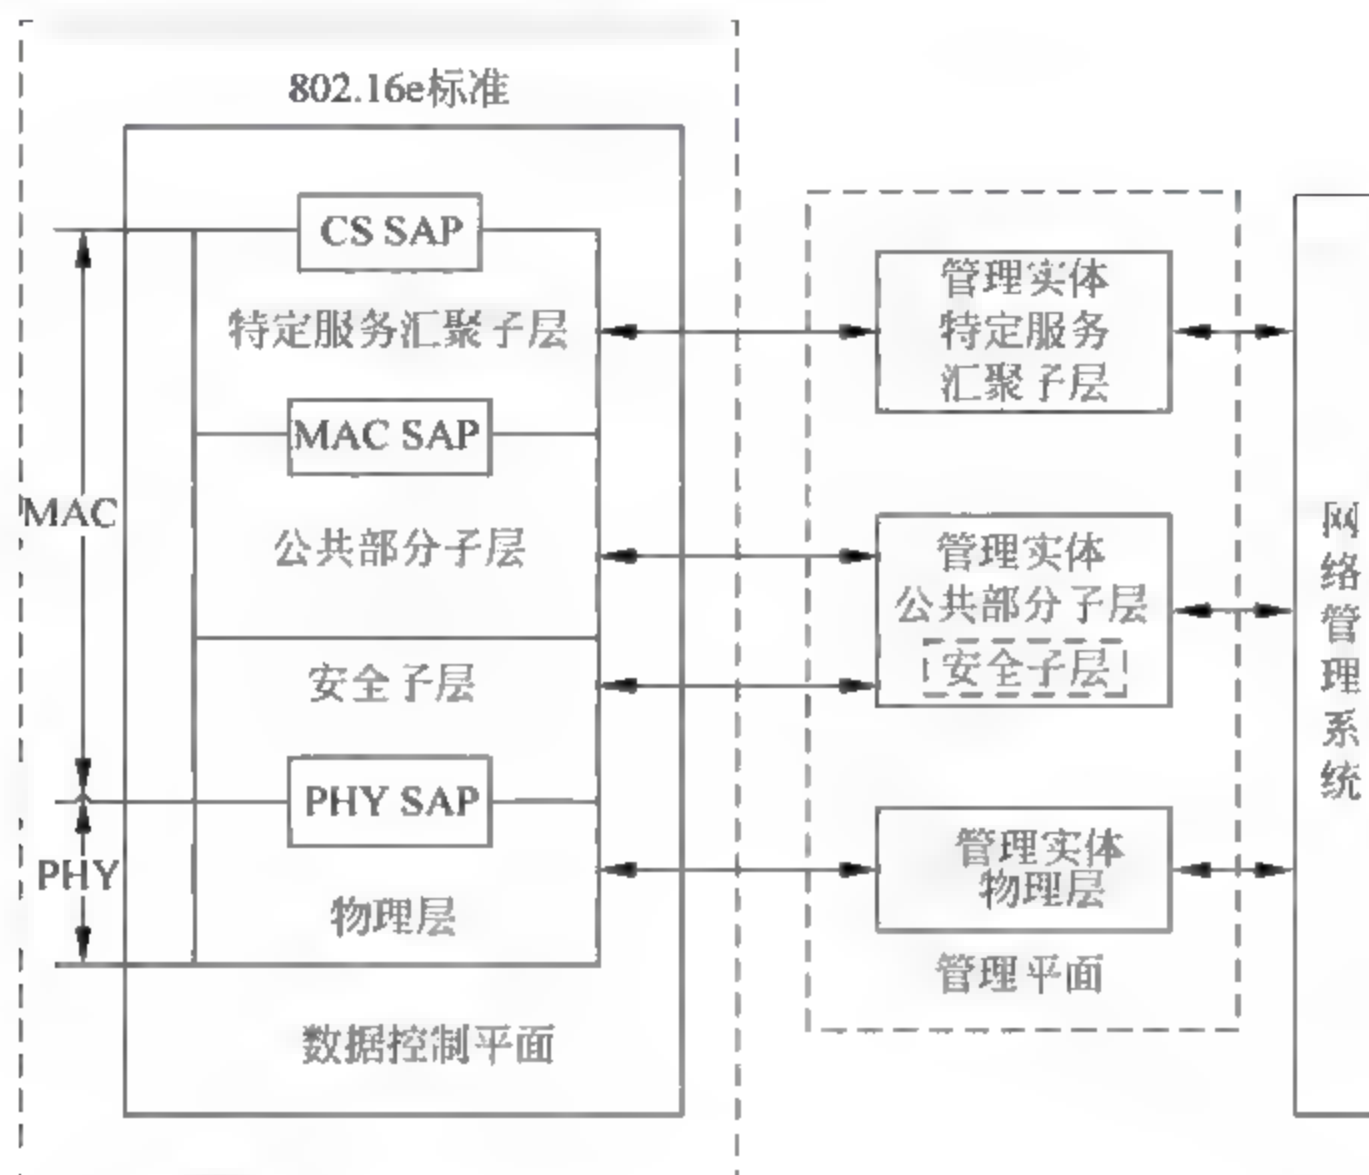 802.16e标准
CS SAP
特定服务汇聚子层
MAC SAP
MAC
公共部分子层
安全子层
PHY SAP
PHY
物理层
数据控制平面
管理实体
特定服务
汇聚子层
管理实体
公共部分子层
安全子层
管理实体
物理层
管理平面
网络管理系统